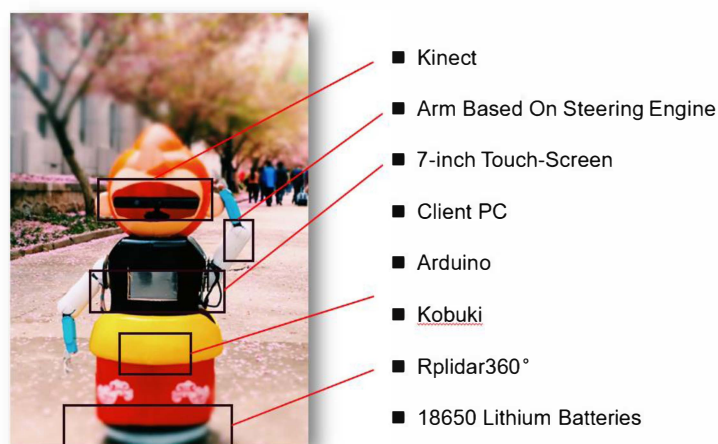 Kinect
Arm Based On Steering Engine
7-inch Touch-Screen
Client PC
Arduino
Kobuki
Rplidar360°
18650 Lithium Batteries